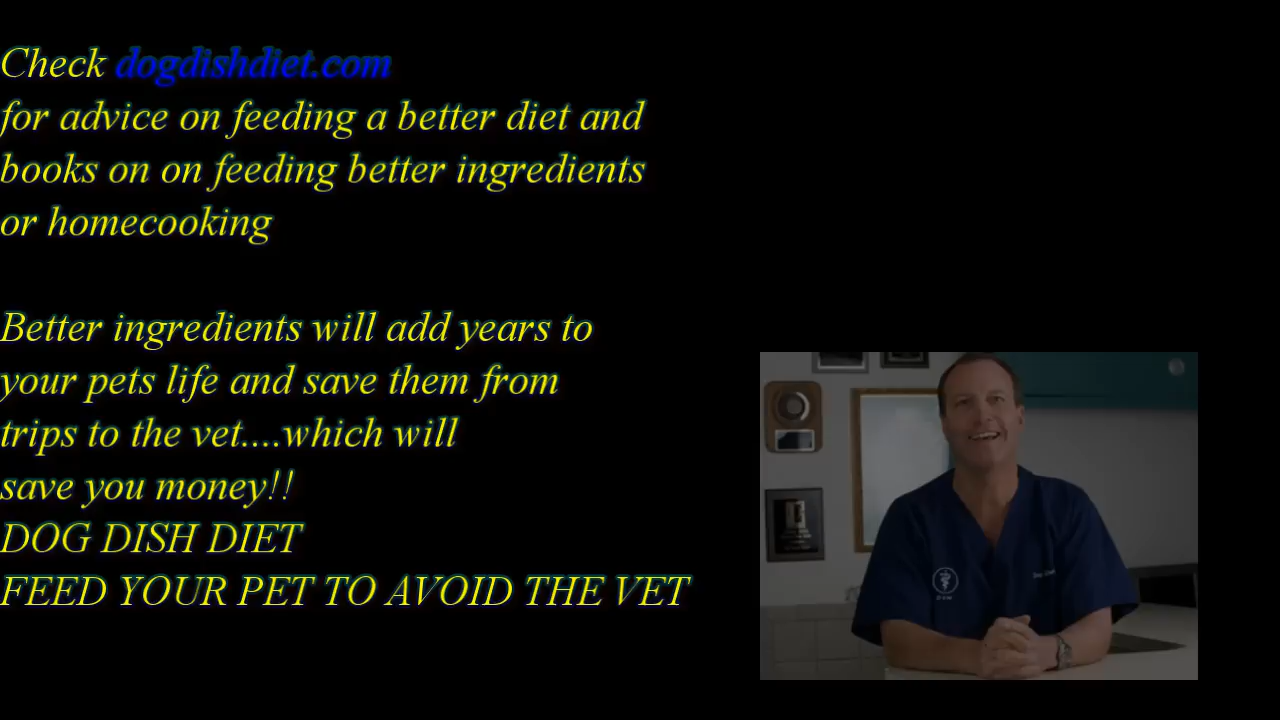 Check dogdishdiet.com
for advice on feeding a better diet and
books on on feeding better ingredients
or homecooking
Better ingredients will add years to
your pets life and save them from
trips to the vet....which will
save you money!!
DOG DISH DIET
FEED YOUR PET TO AVOID THE VET